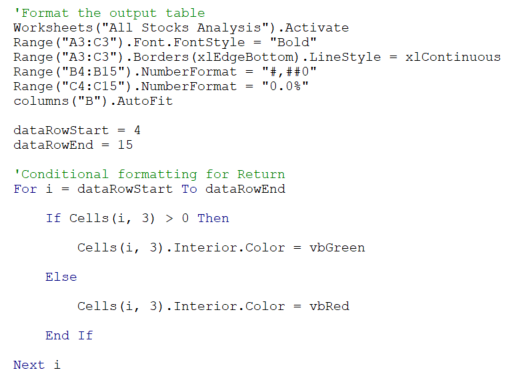 'Format the output table
Worksheets("All Stocks Analysis").Activate
Range("A3:C3").Font.FontStyle = "Bold"
Range("A3:C3").Borders(xlEdgeBottom).LineStyle = xlContinuous
Range("B4:B15").NumberFormat = "#,##0"
Range("C4:C15").NumberFormat = "0.0%"
columns("B").AutoFit

dataRowStart = 4
dataRowEnd = 15

'Conditional formatting for Return
For i = dataRowStart To dataRowEnd

    If Cells(i, 3) > 0 Then

        Cells(i, 3).Interior.Color = vbGreen

    Else

        Cells(i, 3).Interior.Color = vbRed

    End If

Next i